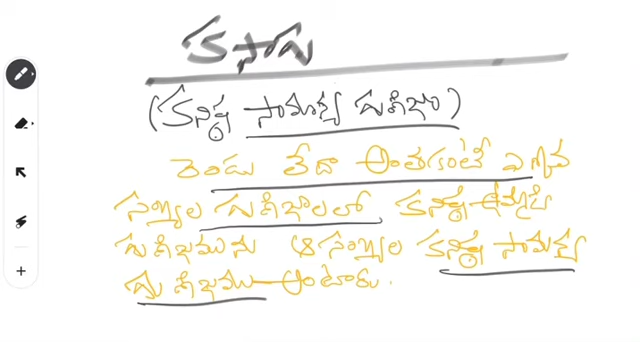 కసాగు
(కనిష్ఠ సామాన్య గుణిజం)
రెండు లేదా అంతకంటే ఎక్కువ
సంఖ్యల గుణిజాలలో కనిష్ఠ ఉమ్మడి
గుణిజమును ఆ సంఖ్యల కనిష్ఠ సామాన్య
గుణిజము అంటారు.